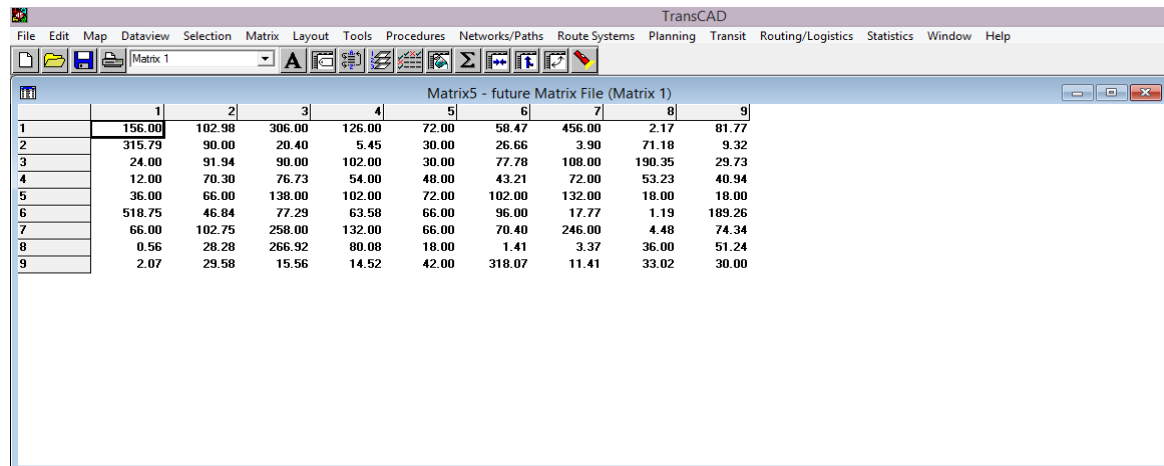 TransCAD
File Edit Map Dataview Selection Matrix Layout Tools Procedures Networks/Paths Route Systems Planning Transit Routing/Logistics Statistics Window Help
Matrix 1 A Σ
Matrix5 - future Matrix File (Matrix 1)
1 2 3 4 5 6 7 8 9
1 156.00 102.98 306.00 126.00 72.00 58.47 456.00 2.17 81.77
2 315.79 90.00 20.40 5.45 30.00 26.66 3.90 71.18 9.32
3 24.00 91.94 90.00 102.00 30.00 77.78 108.00 190.35 29.73
4 12.00 70.30 76.73 54.00 48.00 43.21 72.00 53.23 40.94
5 36.00 66.00 138.00 102.00 72.00 102.00 132.00 18.00 18.00
6 518.75 46.84 77.29 63.58 66.00 96.00 17.77 1.19 189.26
7 66.00 102.75 258.00 132.00 66.00 70.40 246.00 4.48 74.34
8 0.56 28.28 266.92 80.08 18.00 1.41 3.37 36.00 51.24
9 2.07 29.58 15.56 14.52 42.00 318.07 11.41 33.02 30.00